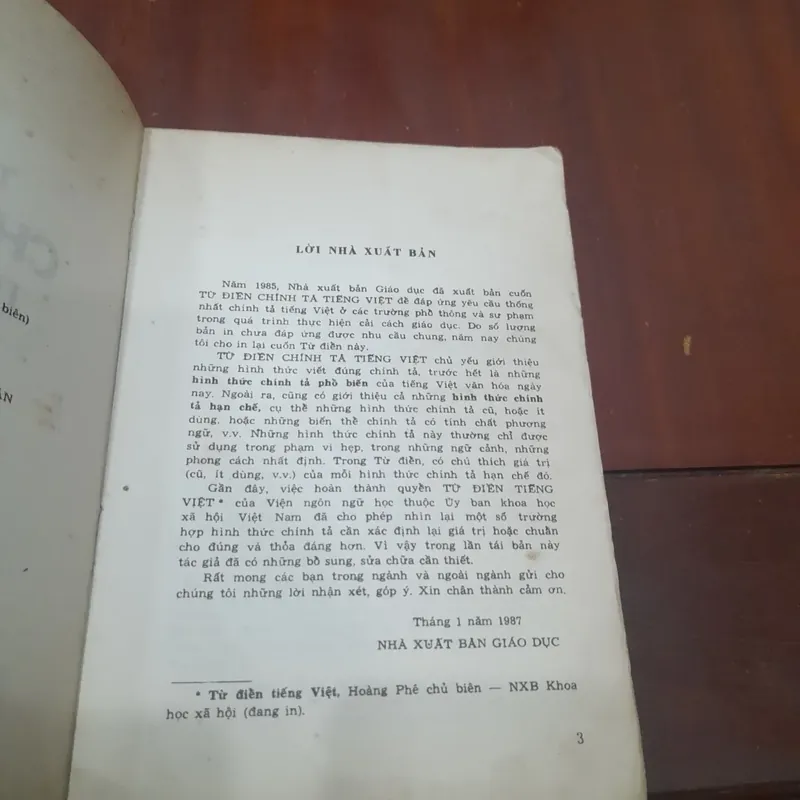 CH
biên)
ẢN
LỜI NHÀ XUẤT BẢN
Năm 1985, Nhà xuất bản Giáo dục đã xuất bản cuốn
TỪ ĐIỂN CHÍNH TẢ TIẾNG VIỆT để đáp ứng yêu cầu thống
nhất chính tả tiếng Việt ở các trường phổ thông và sư phạm
trong quá trình thực hiện cải cách giáo dục. Do số lượng
bản in chưa đáp ứng được nhu cầu chung, năm nay chúng
tôi cho in lại cuốn Từ điển này.
TỪ ĐIỂN CHÍNH TẢ TIẾNG VIỆT chủ yếu giới thiệu
những hình thức viết đúng chính tả, trước hết là những
hình thức chính tả phổ biến của tiếng Việt văn hóa ngày
nay. Ngoài ra, cũng có giới thiệu cả những hình thức chính
tả hạn chế, cụ thể những hình thức chính tả cũ, hoặc ít
dùng, hoặc những biến thể chính tả có tính chất phương
ngữ, v.v. Những hình thức chính tả này thường chỉ được
sử dụng trong phạm vi hẹp, trong những ngữ cảnh, những
phong cách nhất định. Trong Từ điển, có chú thích giá trị
(cũ, ít dùng, v.v.) của mỗi hình thức chính tả hạn chế đó.
Gần đây, việc hoàn thành quyển TỪ ĐIỂN TIẾNG
VIỆT * của Viện ngôn ngữ học thuộc Ủy ban khoa học
xã hội Việt Nam đã cho phép nhìn lại một số trường
hợp hình thức chính tả cần xác định lại giá trị hoặc chuẩn
cho đúng và thỏa đáng hơn. Vì vậy trong lần tái bản này
tác giả đã có những bổ sung, sửa chữa cần thiết.
Rất mong các bạn trong ngành và ngoài ngành gửi cho
chúng tôi những lời nhận xét, góp ý. Xin chân thành cảm ơn.
Tháng 1 năm 1987
NHÀ XUẤT BẢN GIÁO DỤC
* Từ điển tiếng Việt, Hoàng Phê chủ biên — NXB Khoa
học xã hội (đang in).
3